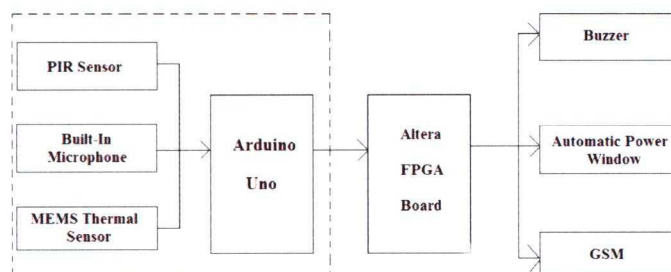 PIR Sensor
Built-In
Microphone
MEMS Thermal
Sensor
Arduino
Uno
Altera
FPGA
Board
Buzzer
Automatic Power
Window
GSM